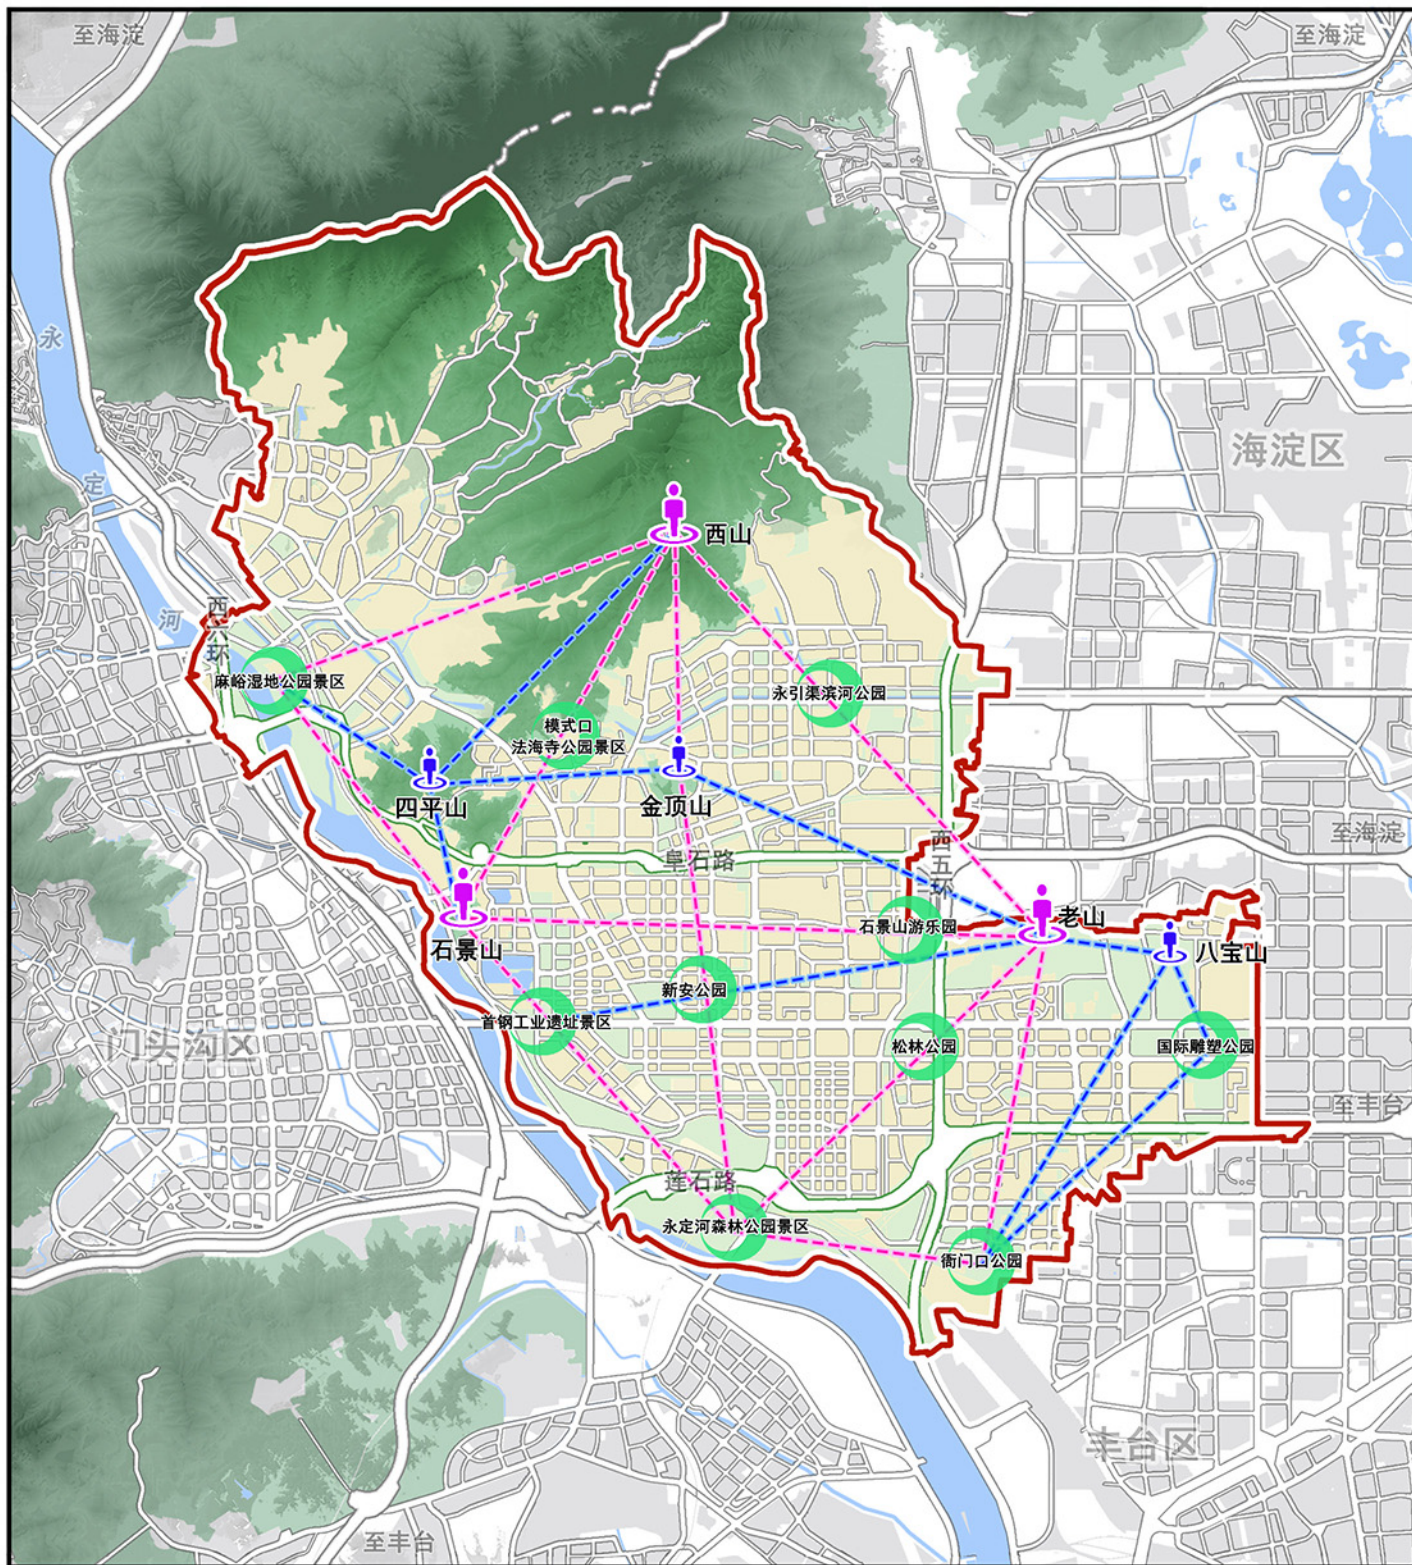 至海淀
至海淀
永
定
河
海淀区
西山
西六环
麻峪湿地公园景区
永引渠滨河公园
模式口
法海寺公园景区
四平山
金顶山
至海淀
阜石路
西五环
石景山
石景山游乐园
老山
八宝山
新安公园
首钢工业遗址景区
门头沟区
松林公园
国际雕塑公园
至丰台
莲石路
永定河森林公园景区
衙门口公园
丰台区
至丰台